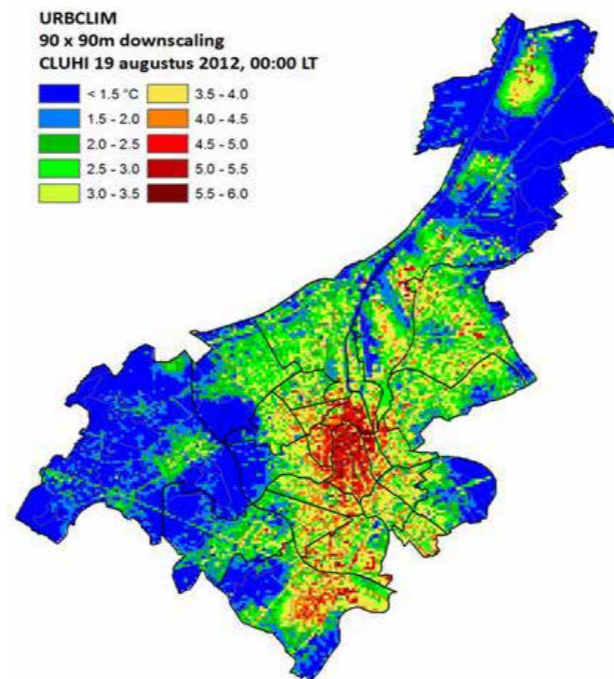 URBCLIM
90 x 90m downscaling
CLUHI 19 augustus 2012, 00:00 LT
< 1.5 °C
3.5 - 4.0
1.5 - 2.0
4.0 - 4.5
2.0 - 2.5
4.5 - 5.0
2.5 - 3.0
5.0 - 5.5
3.0 - 3.5
5.5 - 6.0